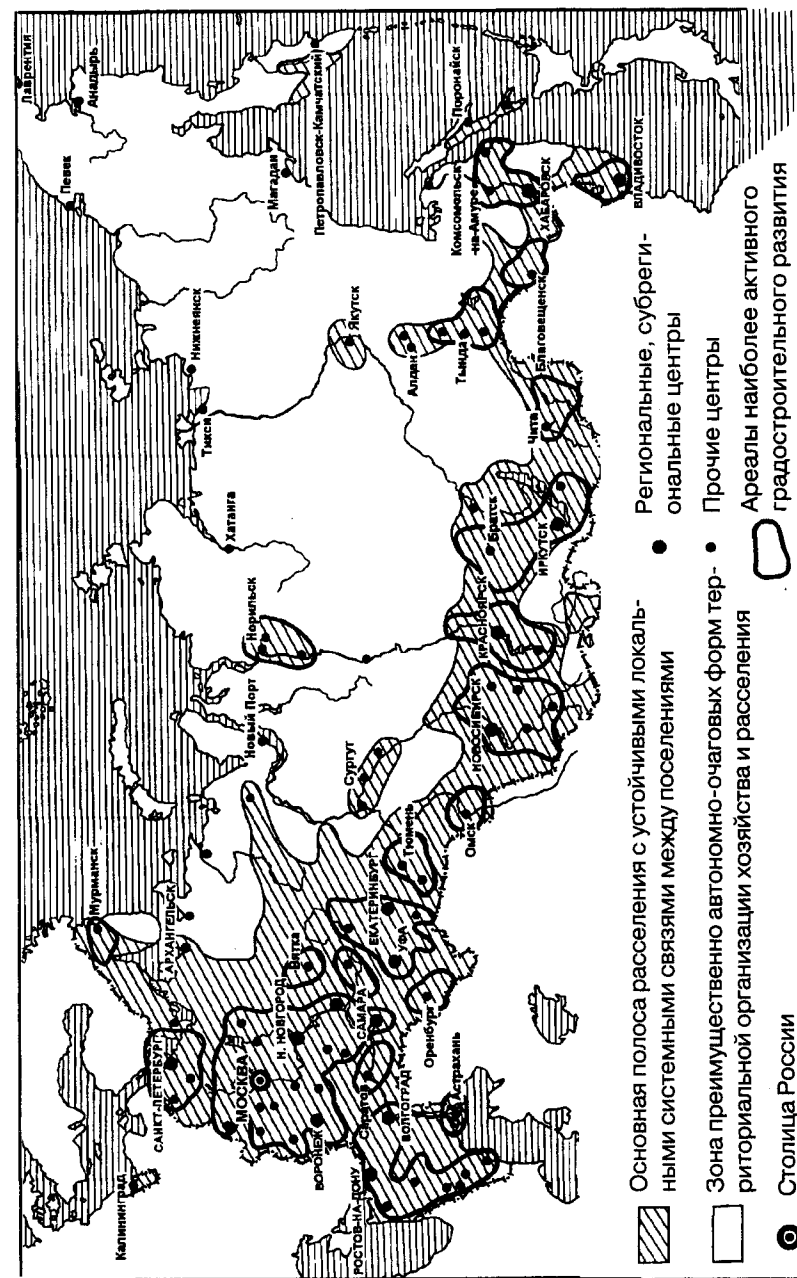 Лаврентия
Анадырь
Певек
Петропавловск-Камчатский
Магадан
Поронайск
Комсомольск-
-на-Амуре
ХАБАРОВСК
ВЛАДИВОСТОК
Нижнеянск
Тикси
Якутск
Алдан
Тында
Благовещенск
Чита
Хатанга
Норильск
Братск
ИРКУТСК
КРАСНОЯРСК
Новый Порт
НОВОСИБИРСК
Сургут
Омск
Тюмень
ЕКАТЕРИНБУРГ
УФА
Мурманск
АРХАНГЕЛЬСК
Вятка
Н. НОВГОРОД
САМАРА
Оренбург
САНКТ-ПЕТЕРБУРГ
МОСКВА
ВОРОНЕЖ
Саратов
ВОЛГОГРАД
Астрахань
Калининград
РОСТОВ-НА-ДОНУ
Основная полоса расселения с устойчивыми локаль-
ными системными связями между поселениями
Зона преимущественно автономно-очаговых форм тер-
риториальной организации хозяйства и расселения
Столица России
Региональные, субреги-
ональные центры
Прочие центры
Ареалы наиболее активного
градостроительного развития